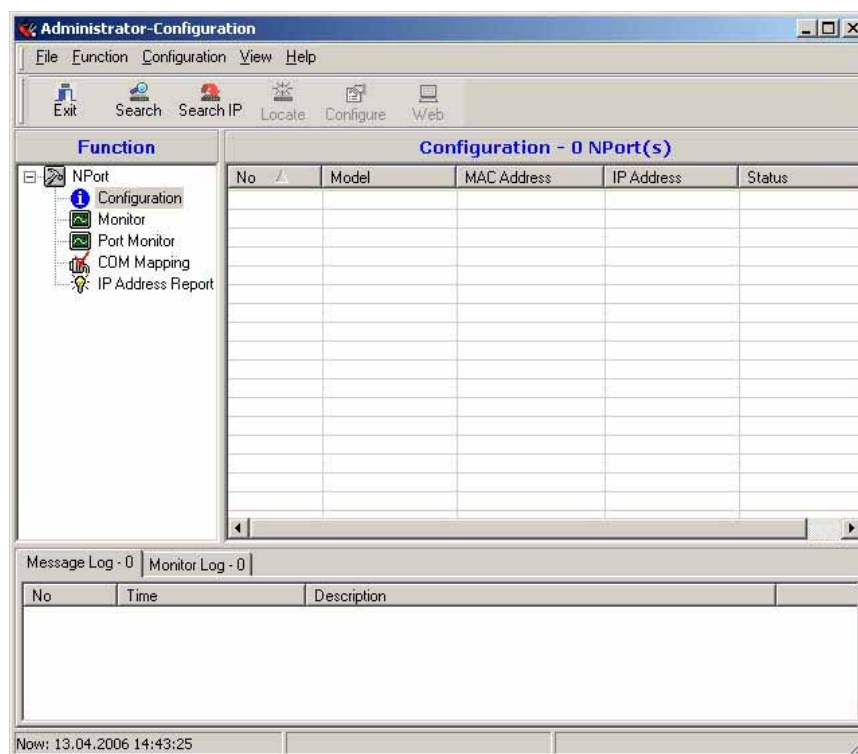 Administrator-Configuration
File Function Configuration View Help
Exit Search Search IP Locate Configure Web
Function
Configuration - 0 NPort(s)
NPort
Configuration
Monitor
Port Monitor
COM Mapping
IP Address Report
No Model MAC Address IP Address Status
Message Log - 0 Monitor Log - 0
No Time Description
Now: 13.04.2006 14:43:25